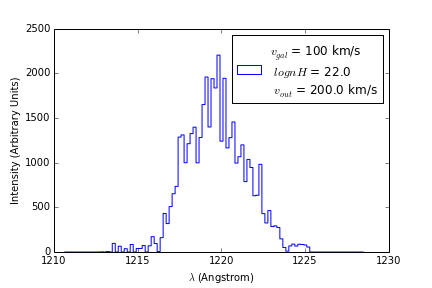 2500
2000
1500
1000
500
0
1210
1215
1220
1225
1230
Intensity (Arbitrary Units)
λ (Angstrom)
v_gal = 100 km/s
lognH = 22.0
v_out = 200.0 km/s